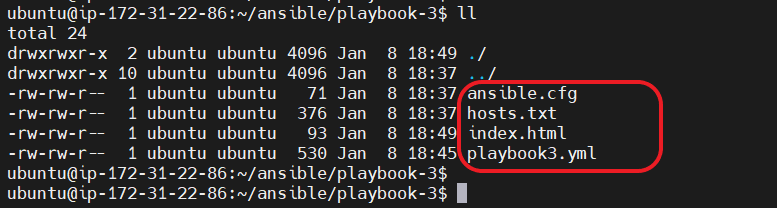 ubuntu@ip-172-31-22-86:~/ansible/playbook-3$ ll
total 24
drwxrwxr-x  2 ubuntu ubuntu 4096 Jan  8 18:49 ./
drwxrwxr-x 10 ubuntu ubuntu 4096 Jan  8 18:37 ../
-rw-rw-r--  1 ubuntu ubuntu   71 Jan  8 18:37 ansible.cfg
-rw-rw-r--  1 ubuntu ubuntu  376 Jan  8 18:37 hosts.txt
-rw-rw-r--  1 ubuntu ubuntu   93 Jan  8 18:49 index.html
-rw-rw-r--  1 ubuntu ubuntu  530 Jan  8 18:45 playbook3.yml
ubuntu@ip-172-31-22-86:~/ansible/playbook-3$
ubuntu@ip-172-31-22-86:~/ansible/playbook-3$